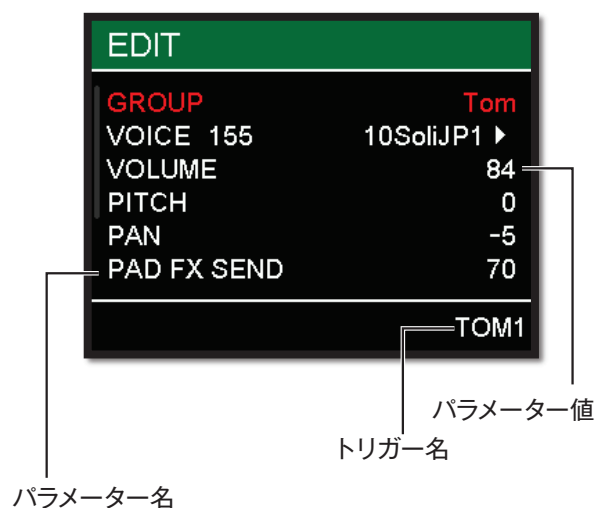 EDIT
GROUP Tom
VOICE 155 10SoliJP1 ▶
VOLUME 84
PITCH 0
PAN -5
PAD FX SEND 70
TOM1
パラメーター値
トリガー名
パラメーター名